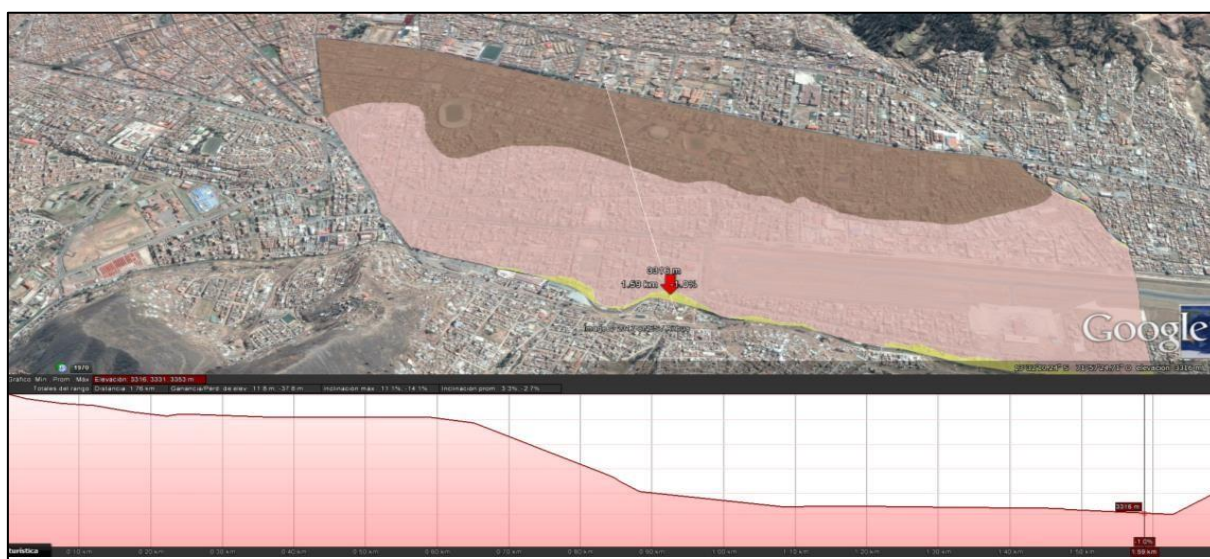 3316 m
1.59 km -1.0%
Google
1970
Gráfico Mín Prom Máx Elevación: 3316, 3331, 3353 m
Totales del rango Distancia: 1.76 km Ganancia/Pérd. de elev.: 11.8 m, -37.8 m Inclinación máx.: 11.1%, -14.1% Inclinación prom.: 3.3%, -2.7%
3316 m
-1.0%
turística 0.10 km 0.20 km 0.30 km 0.40 km 0.50 km 0.60 km 0.70 km 0.80 km 0.90 km 1.00 km 1.10 km 1.20 km 1.30 km 1.40 km 1.50 km 1.59 km